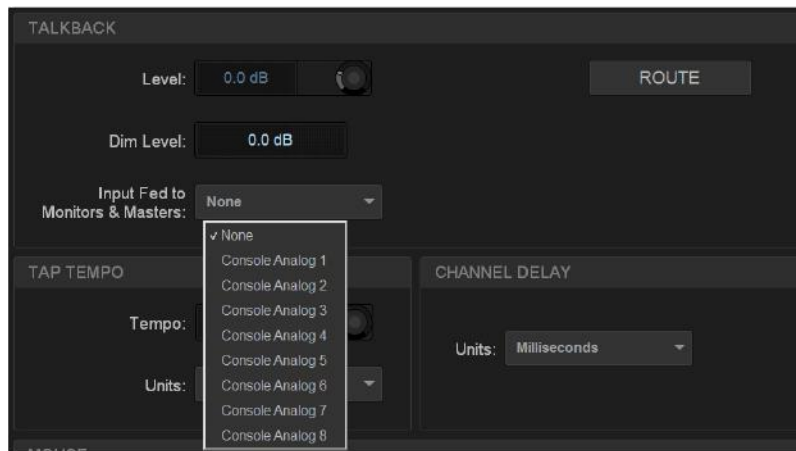 TALKBACK
Level: 0.0 dB ROUTE
Dim Level: 0.0 dB
Input Fed to
Monitors & Masters: None
✓ None
Console Analog 1
Console Analog 2
Console Analog 3
Console Analog 4
Console Analog 5
Console Analog 6
Console Analog 7
Console Analog 8
TAP TEMPO
Tempo:
Units:
CHANNEL DELAY
Units: Milliseconds